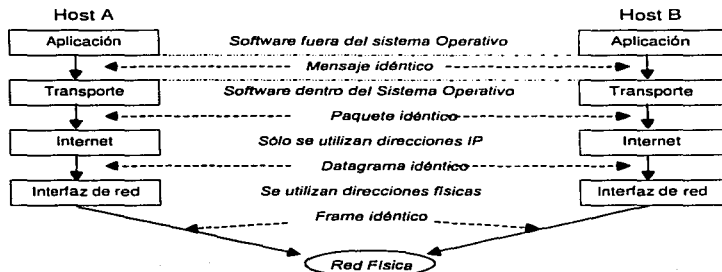 Host A Host B
Aplicación Software fuera del sistema Operativo Aplicación
Mensaje idéntico
Transporte Software dentro del Sistema Operativo Transporte
Paquete idéntico
Internet Sólo se utilizan direcciones IP Internet
Datagrama idéntico
Interfaz de red Se utilizan direcciones físicas Interfaz de red
Frame idéntico
Red Física